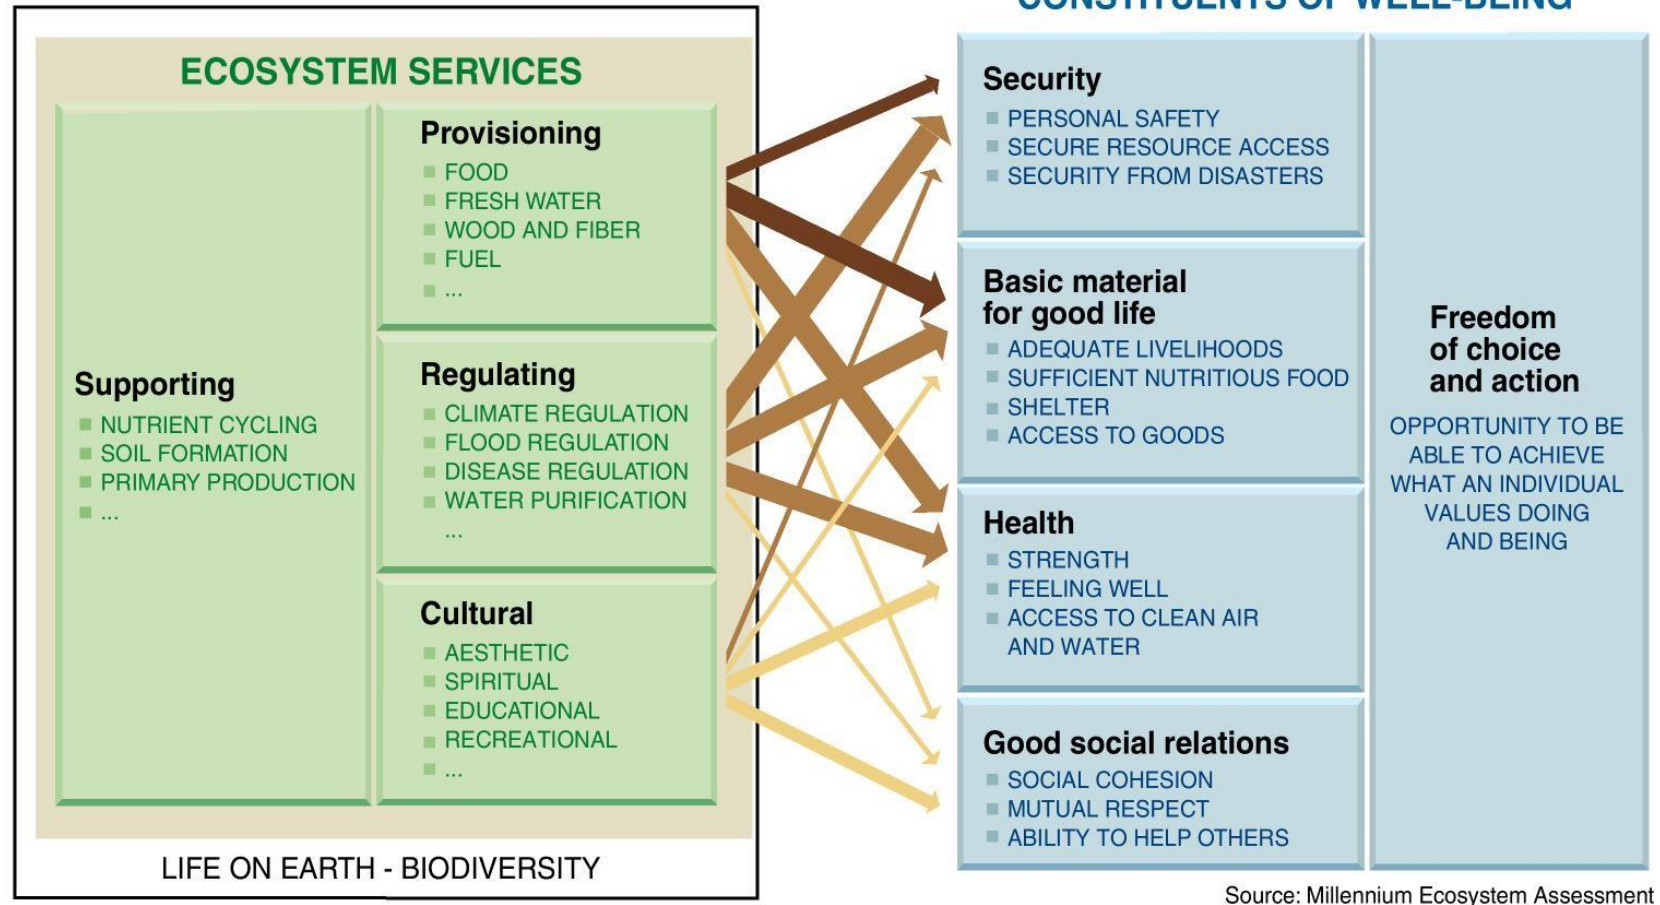 CONSTITUENTS OF WELL-BEING
ECOSYSTEM SERVICES
Supporting
NUTRIENT CYCLING
SOIL FORMATION
PRIMARY PRODUCTION
...
Provisioning
FOOD
FRESH WATER
WOOD AND FIBER
FUEL
...
Regulating
CLIMATE REGULATION
FLOOD REGULATION
DISEASE REGULATION
WATER PURIFICATION
...
Cultural
AESTHETIC
SPIRITUAL
EDUCATIONAL
RECREATIONAL
...
LIFE ON EARTH - BIODIVERSITY
Security
PERSONAL SAFETY
SECURE RESOURCE ACCESS
SECURITY FROM DISASTERS
Basic material
for good life
ADEQUATE LIVELIHOODS
SUFFICIENT NUTRITIOUS FOOD
SHELTER
ACCESS TO GOODS
Health
STRENGTH
FEELING WELL
ACCESS TO CLEAN AIR
AND WATER
Good social relations
SOCIAL COHESION
MUTUAL RESPECT
ABILITY TO HELP OTHERS
Freedom
of choice
and action
OPPORTUNITY TO BE
ABLE TO ACHIEVE
WHAT AN INDIVIDUAL
VALUES DOING
AND BEING
Source: Millennium Ecosystem Assessment